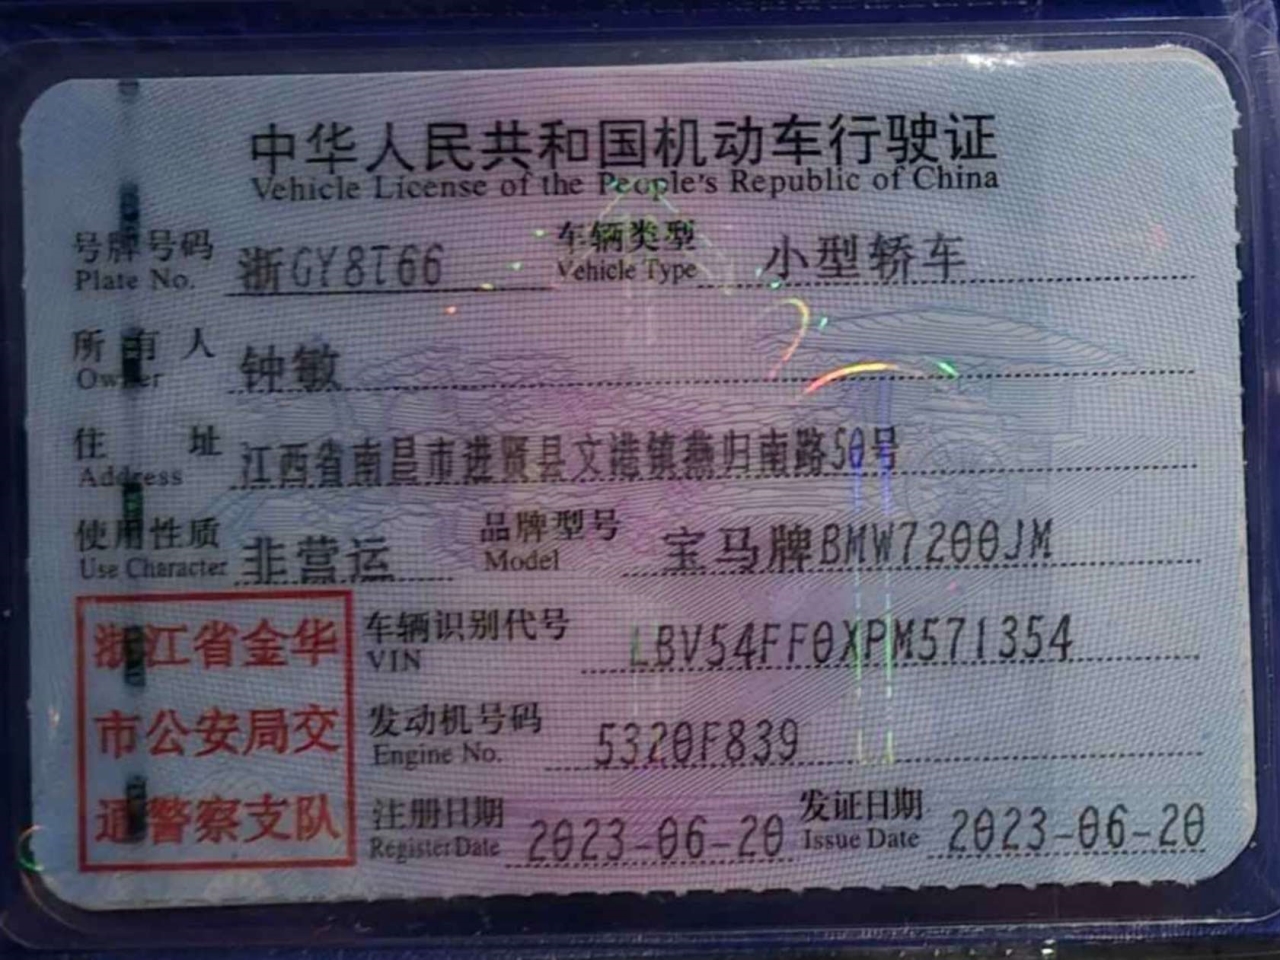 中华人民共和国机动车行驶证
Vehicle License of the People's Republic of China
号牌号码 浙GY8T66 车辆类型 小型轿车
Plate No. Vehicle Type
所有人 钟敏
Owner
住址 江西省南昌市进贤县文港镇燕归南路50号
Address
使用性质 非营运 品牌型号 宝马牌BMW7200JM
Use Character Model
浙江省金华
市公安局交
通警察支队
车辆识别代号 LBV54FF0XPM571354
VIN
发动机号码 5320F839
Engine No.
注册日期 2023-06-20 发证日期 2023-06-20
Register Date Issue Date